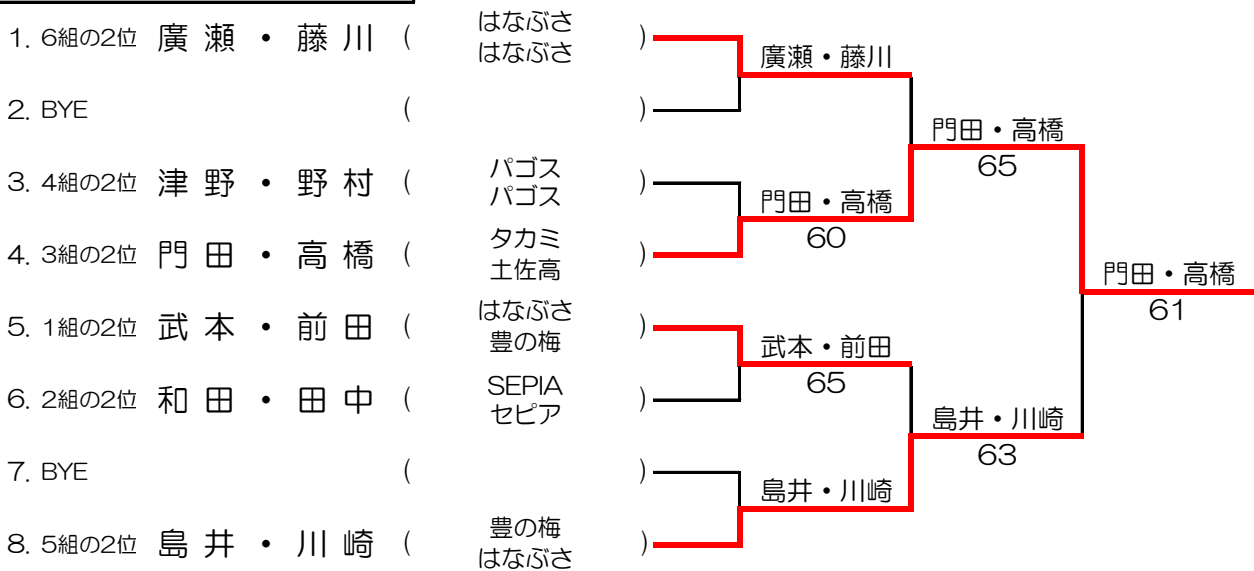 1. 6組の2位 廣瀬・藤川 ( はなぶさ はなぶさ )
2. BYE ( )
3. 4組の2位 津野・野村 ( パゴス パゴス )
4. 3組の2位 門田・高橋 ( タカミ 土佐高 )
5. 1組の2位 武本・前田 ( はなぶさ 豊の梅 )
6. 2組の2位 和田・田中 ( SEPIA セピア )
7. BYE ( )
8. 5組の2位 島井・川崎 ( 豊の梅 はなぶさ )
廣瀬・藤川
門田・高橋
60
武本・前田
65
島井・川崎
門田・高橋
65
島井・川崎
63
門田・高橋
61